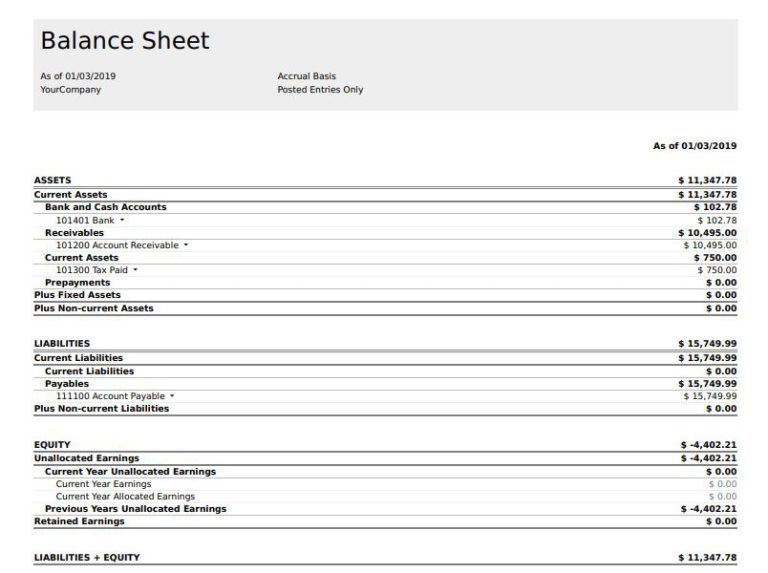 Balance Sheet
As of 01/03/2019 Accrual Basis
YourCompany Posted Entries Only
As of 01/03/2019
ASSETS $ 11,347.78
Current Assets $ 11,347.78
Bank and Cash Accounts $ 102.78
101401 Bank $ 102.78
Receivables $ 10,495.00
101200 Account Receivable $ 10,495.00
Current Assets $ 750.00
101300 Tax Paid $ 750.00
Prepayments $ 0.00
Plus Fixed Assets $ 0.00
Plus Non-current Assets $ 0.00
LIABILITIES $ 15,749.99
Current Liabilities $ 15,749.99
Current Liabilities $ 0.00
Payables $ 15,749.99
111100 Account Payable $ 15,749.99
Plus Non-current Liabilities $ 0.00
EQUITY $ -4,402.21
Unallocated Earnings $ -4,402.21
Current Year Unallocated Earnings $ 0.00
Current Year Earnings $ 0.00
Current Year Allocated Earnings $ 0.00
Previous Years Unallocated Earnings $ -4,402.21
Retained Earnings $ 0.00
LIABILITIES + EQUITY $ 11,347.78